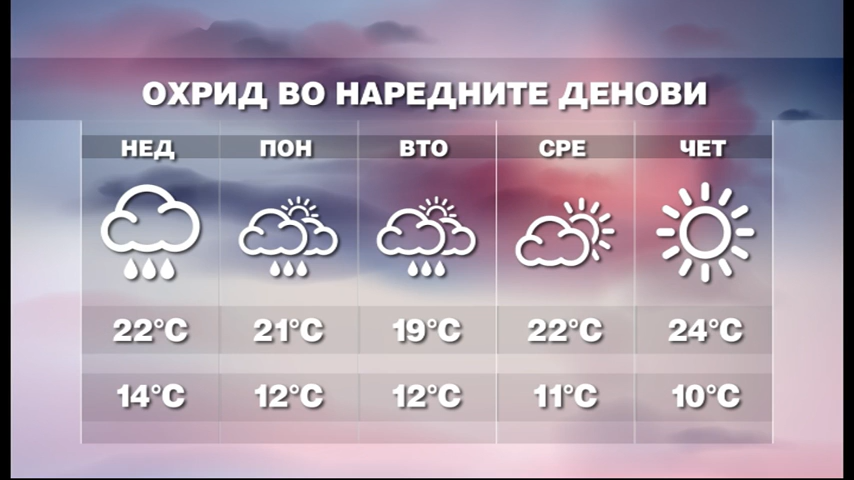 ОХРИД ВО НАРЕДНИТЕ ДЕНОВИ
НЕД ПОН ВТО СРЕ ЧЕТ
22°C 21°C 19°C 22°C 24°C
14°C 12°C 12°C 11°C 10°C